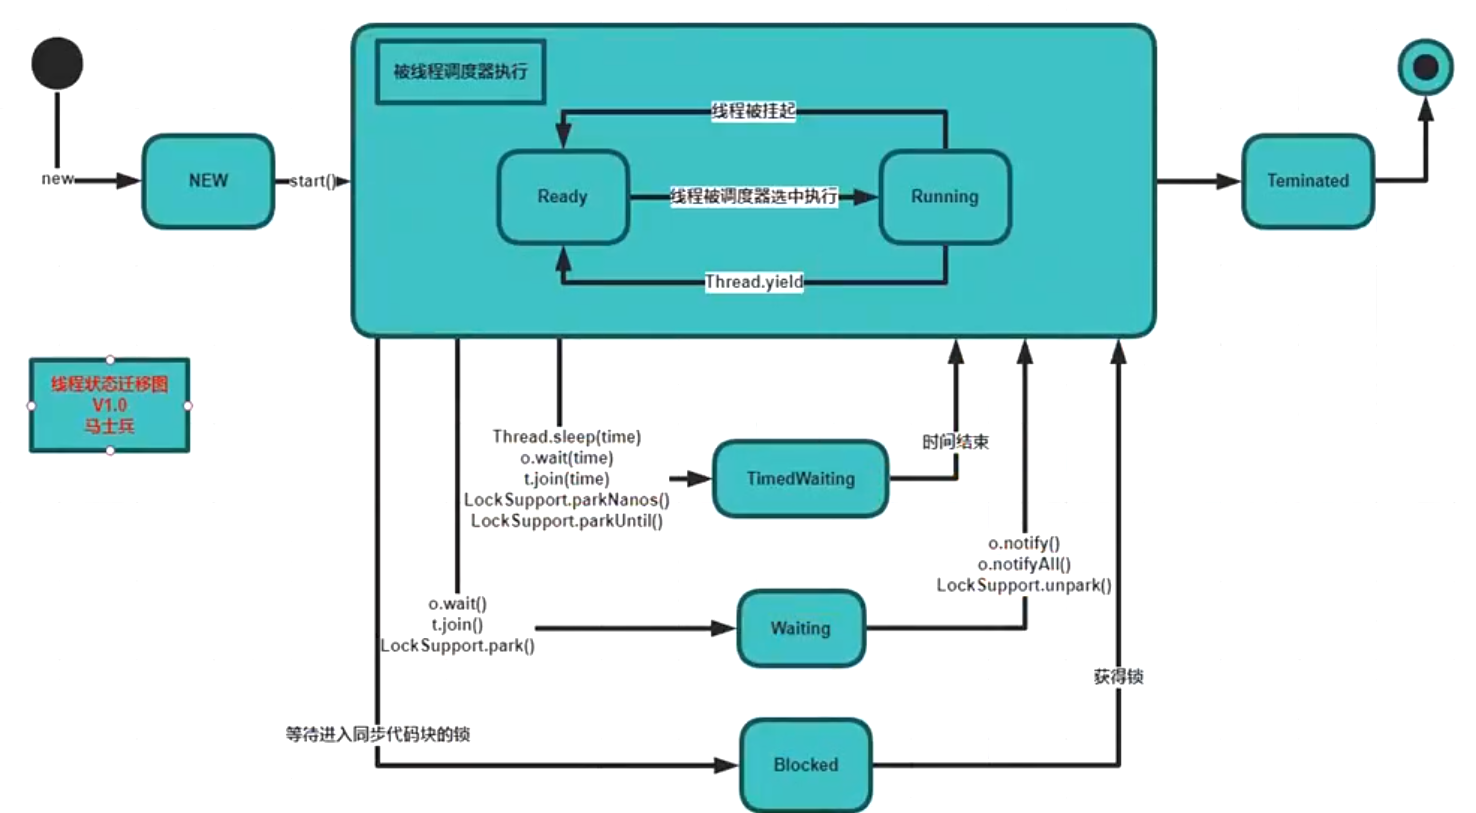 被线程调度器执行
线程被挂起
new
NEW
start()
Ready
线程被调度器选中执行
Running
Teminated
Thread.yield
线程状态迁移图
V1.0
马士兵
Thread.sleep(time)
o.wait(time)
t.join(time)
LockSupport.parkNanos()
LockSupport.parkUntil()
TimedWaiting
时间结束
o.wait()
t.join()
LockSupport.park()
Waiting
o.notify()
o.notifyAll()
LockSupport.unpark()
等待进入同步代码块的锁
Blocked
获得锁